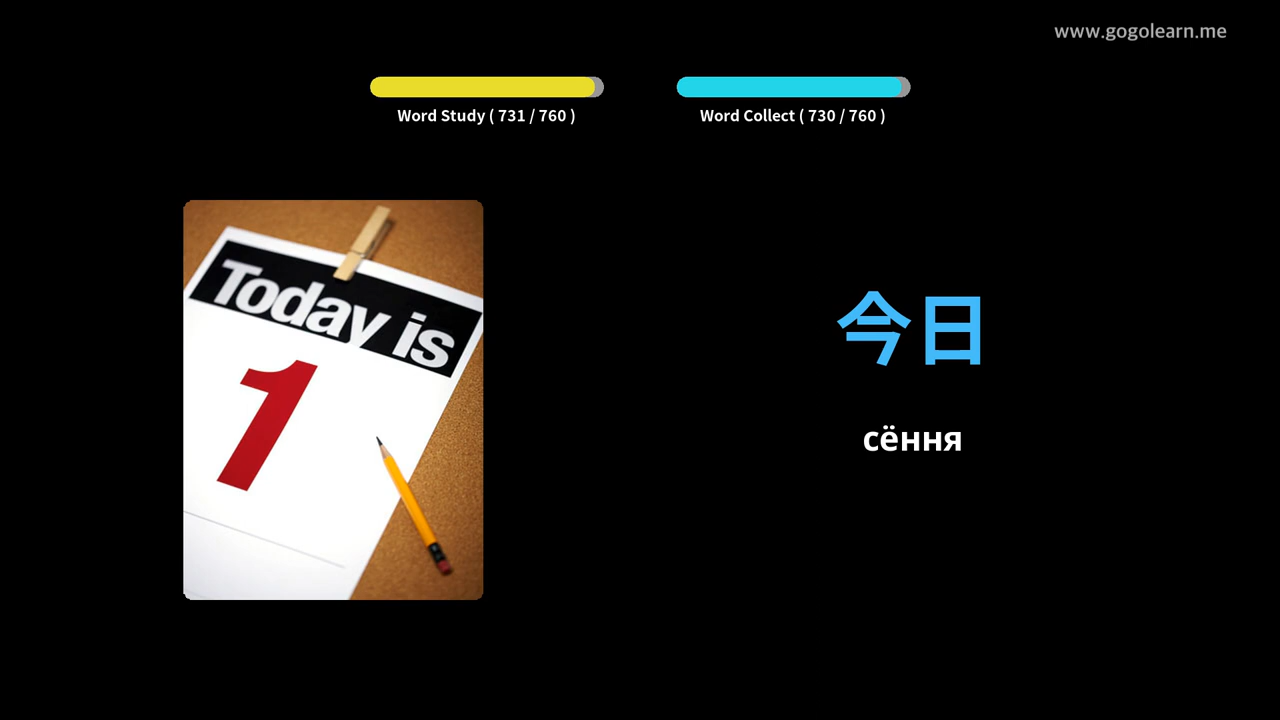 www.gogolearn.me
Word Study ( 731 / 760 )
Word Collect ( 730 / 760 )
Today is
1
今日
сёння